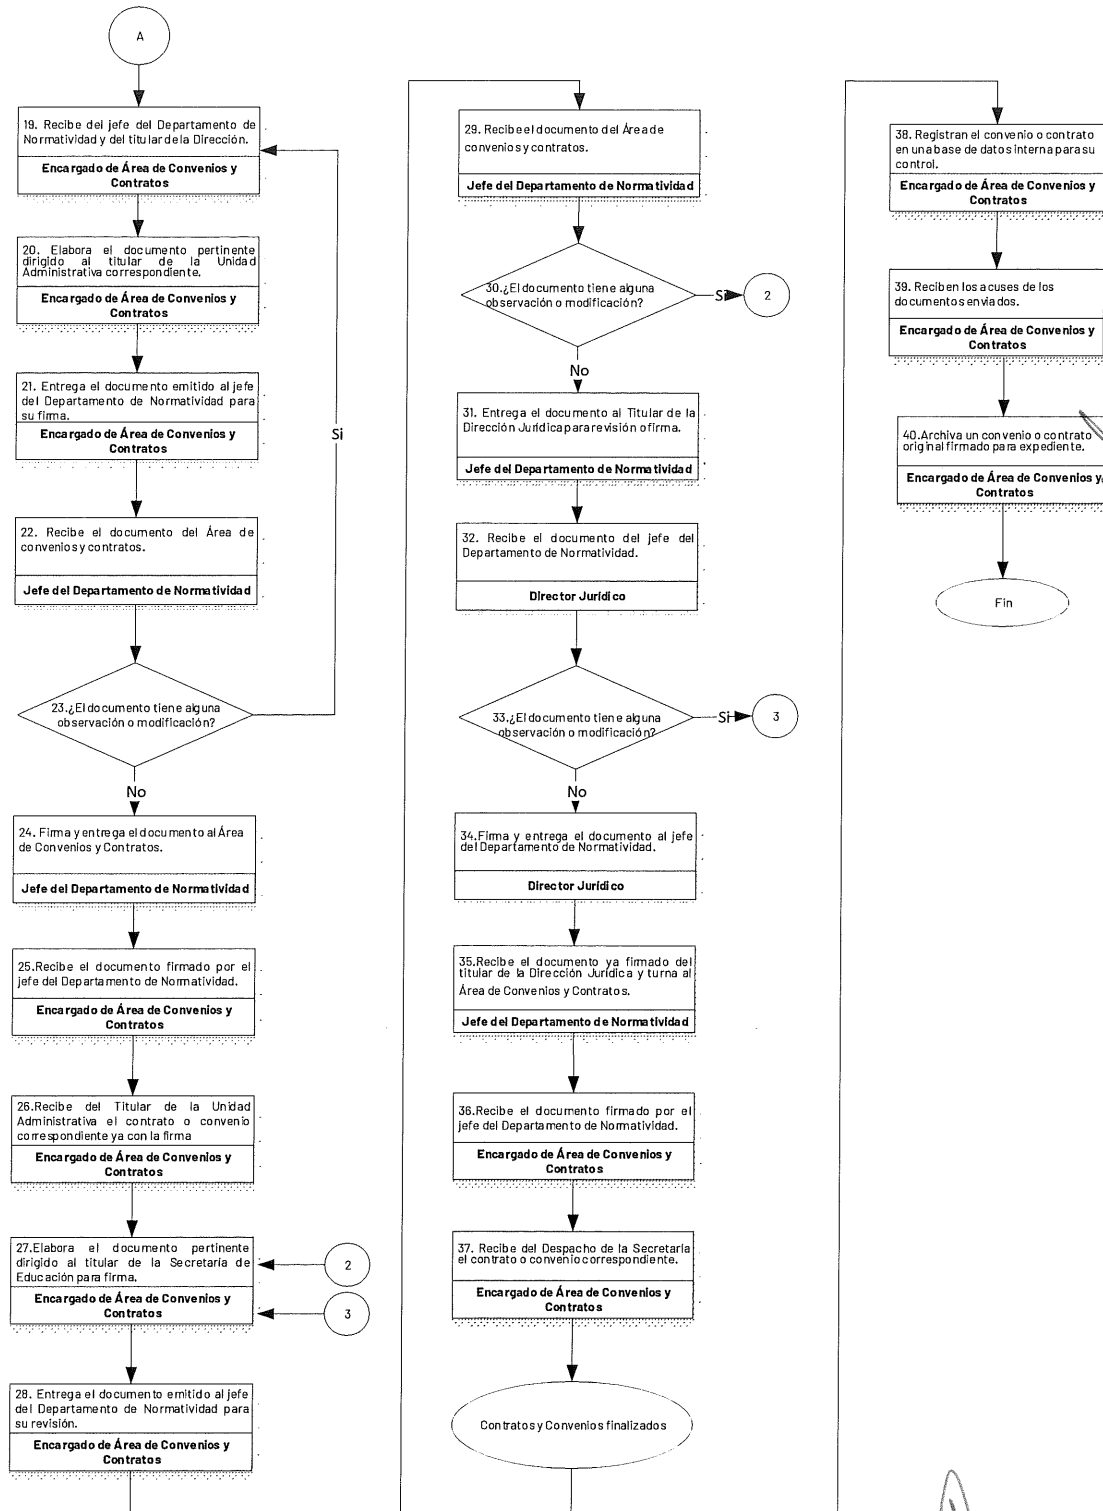 A
19. Recibe del jefe del Departamento de
Normatividad y del titular de la Dirección.
Encargado de Área de Convenios y
Contratos
20. Elabora el documento pertinente
dirigido al titular de la Unidad
Administrativa correspondiente.
Encargado de Área de Convenios y
Contratos
21. Entrega el documento emitido al jefe
del Departamento de Normatividad para
su firma.
Encargado de Área de Convenios y
Contratos
Si
22. Recibe el documento del Área de
convenios y contratos.
Jefe del Departamento de Normatividad
23.¿El documento tiene alguna
observación o modificación?
No
24. Firma y entrega el documento al Área
de Convenios y Contratos.
Jefe del Departamento de Normatividad
25.Recibe el documento firmado por el
jefe del Departamento de Normatividad.
Encargado de Área de Convenios y
Contratos
26.Recibe del Titular de la Unidad
Administrativa el contrato o convenio
correspondiente ya con la firma
Encargado de Área de Convenios y
Contratos
27.Elabora el documento pertinente
dirigido al titular de la Secretaría de
Educación para firma.
Encargado de Área de Convenios y
Contratos
2
3
28. Entrega el documento emitido al jefe
del Departamento de Normatividad para
su revisión.
Encargado de Área de Convenios y
Contratos
29. Recibe el documento del Área de
convenios y contratos.
Jefe del Departamento de Normatividad
30.¿El documento tiene alguna
observación o modificación?
Si
2
No
31. Entrega el documento al Titular de la
Dirección Jurídica para revisión o firma.
Jefe del Departamento de Normatividad
32. Recibe el documento del jefe del
Departamento de Normatividad.
Director Jurídico
33.¿El documento tiene alguna
observación o modificación?
Si
3
No
34.Firma y entrega el documento al jefe
del Departamento de Normatividad.
Director Jurídico
35.Recibe el documento ya firmado del
titular de la Dirección Jurídica y turna al
Área de Convenios y Contratos.
Jefe del Departamento de Normatividad
36.Recibe el documento firmado por el
jefe del Departamento de Normatividad.
Encargado de Área de Convenios y
Contratos
37. Recibe del Despacho de la Secretaría
el contrato o convenio correspondiente.
Encargado de Área de Convenios y
Contratos
Contratos y Convenios finalizados
38. Registran el convenio o contrato
en una base de datos interna para su
control.
Encargado de Área de Convenios y
Contratos
39. Reciben los acuses de los
documentos enviados.
Encargado de Área de Convenios y
Contratos
40.Archiva un convenio o contrato
original firmado para expediente.
Encargado de Área de Convenios y
Contratos
Fin